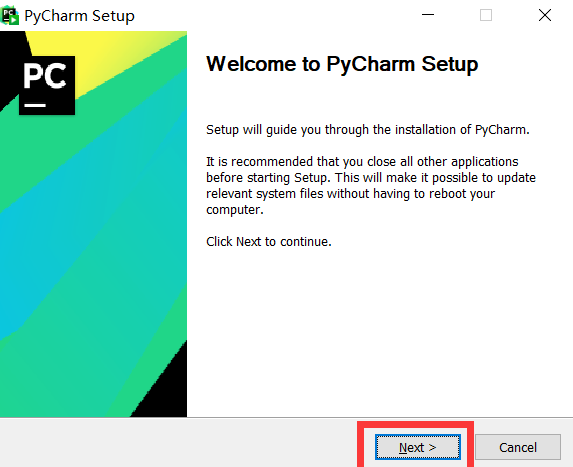 PyCharm Setup
PC
Welcome to PyCharm Setup
Setup will guide you through the installation of PyCharm.
It is recommended that you close all other applications
before starting Setup. This will make it possible to update
relevant system files without having to reboot your
computer.
Click Next to continue.
Next >
Cancel